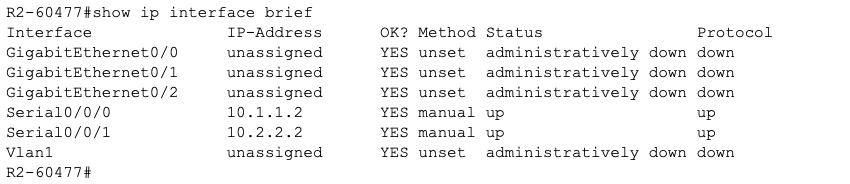 R2-60477#show ip interface brief
Interface              IP-Address      OK? Method Status                Protocol
GigabitEthernet0/0     unassigned      YES unset  administratively down down
GigabitEthernet0/1     unassigned      YES unset  administratively down down
GigabitEthernet0/2     unassigned      YES unset  administratively down down
Serial0/0/0            10.1.1.2        YES manual up                    up
Serial0/0/1            10.2.2.2        YES manual up                    up
Vlan1                  unassigned      YES unset  administratively down down
R2-60477#